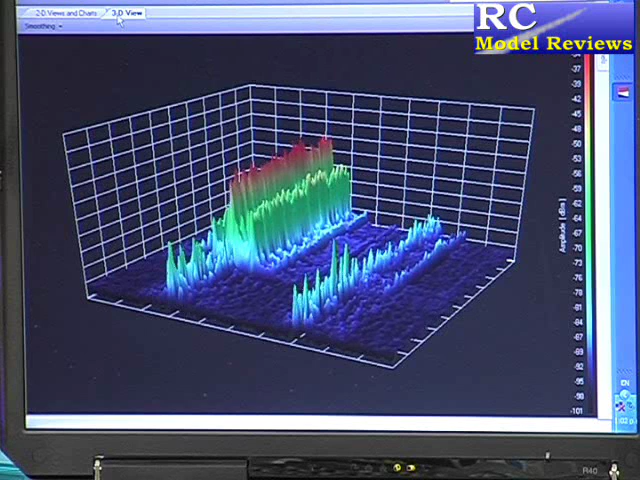 2-D Views and Charts
3-D View
Smoothing
RC
Model Reviews
-37
-39
-42
-45
-48
-50
-53
-56
-59
-62
-64
-67
-70
-73
-76
-78
-81
-84
-87
-92
-95
-98
-101
Amplitude [dBm]
EN
R40